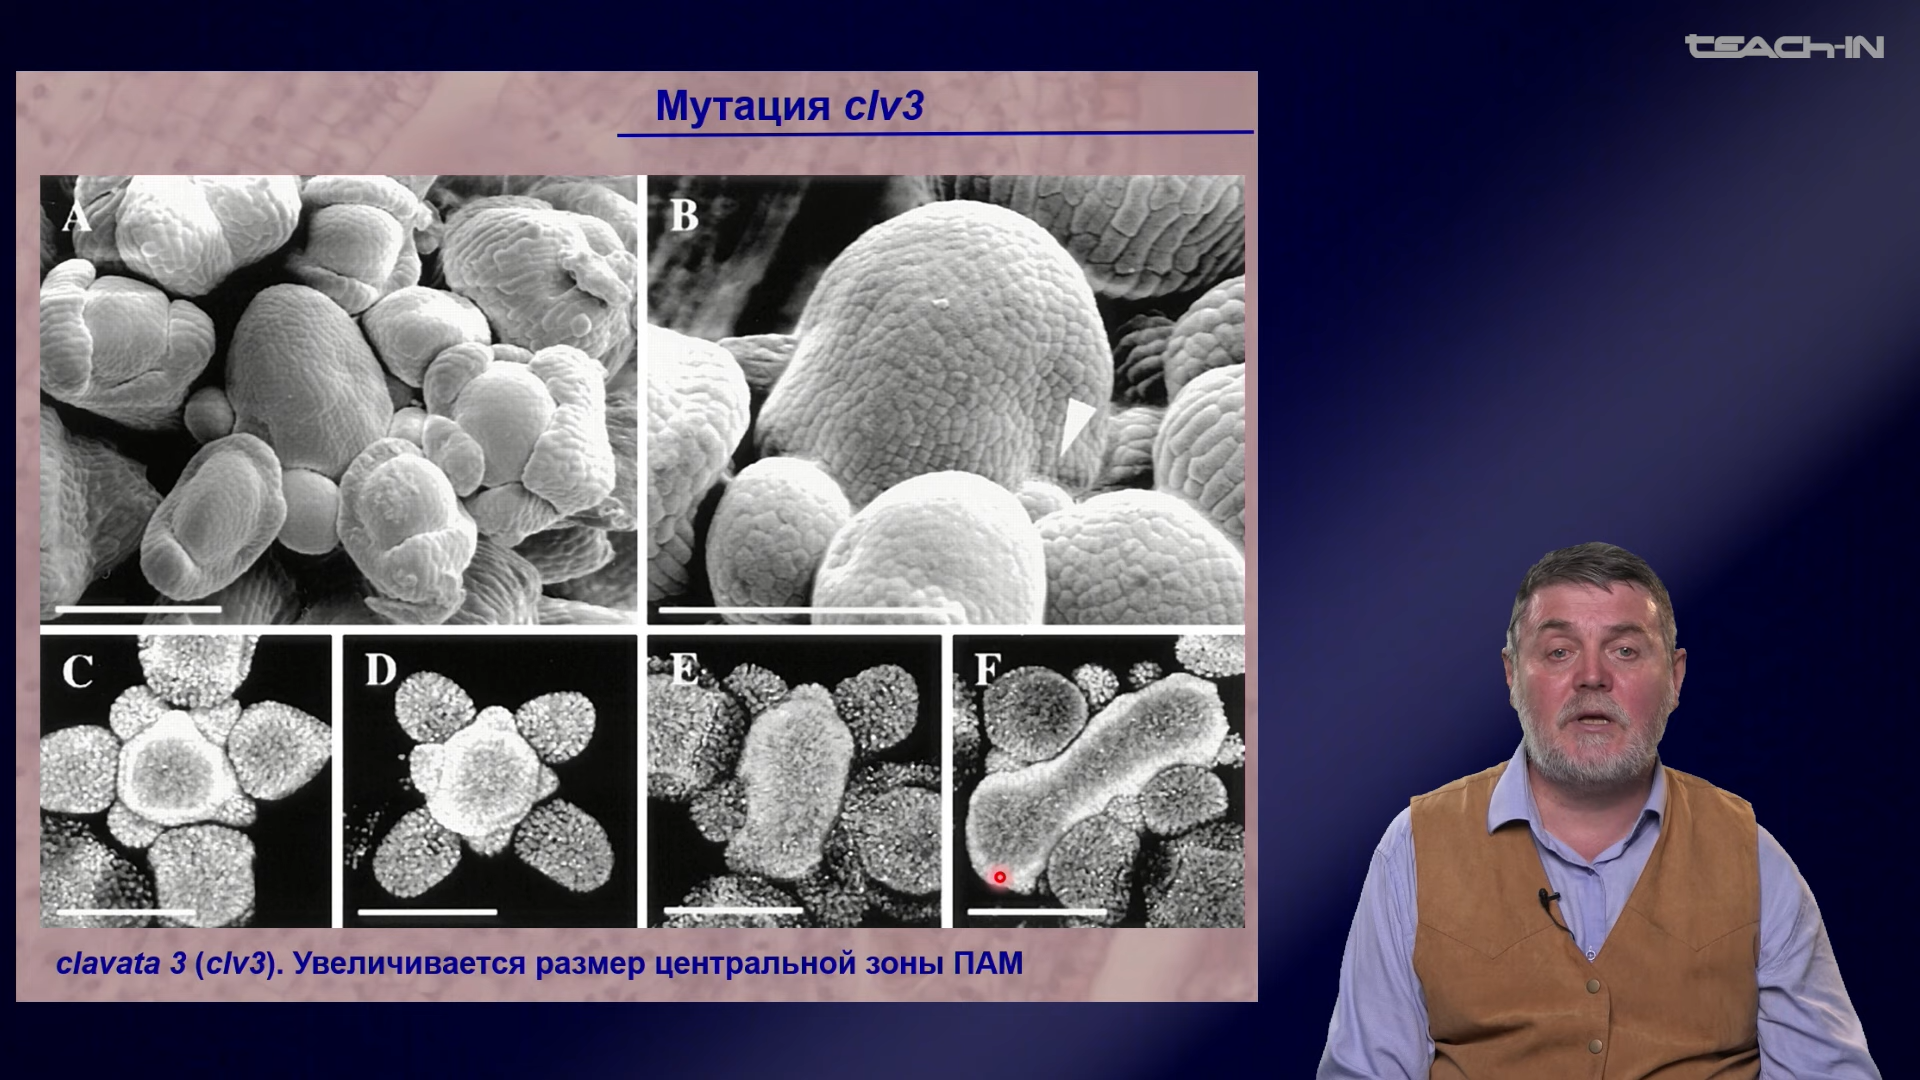 TEACH-IN
Мутация clv3
A
B
C
D
E
F
clavata 3 (clv3). Увеличивается размер центральной зоны ПАМ